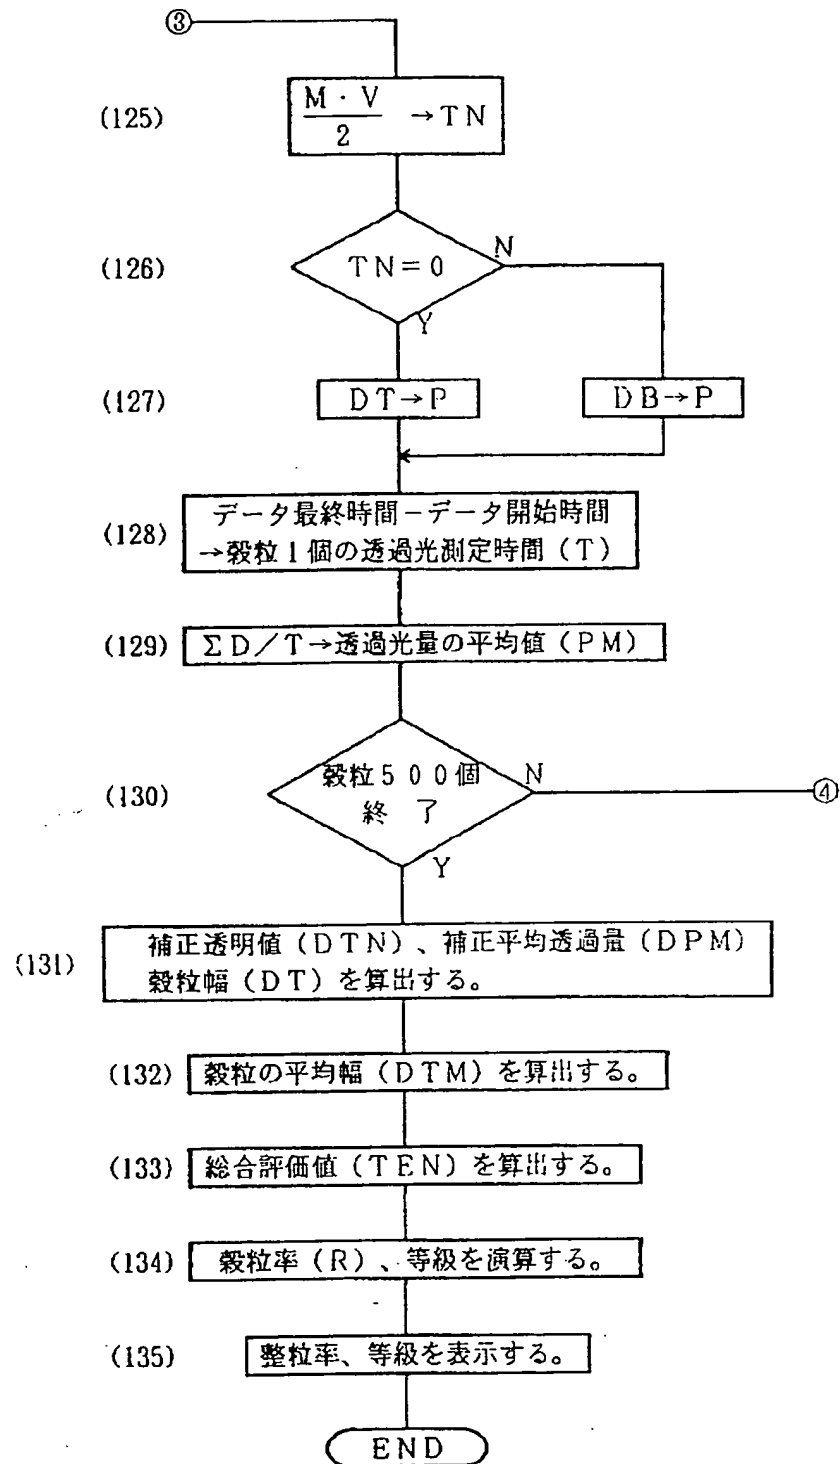 ③
(125) M・V/2 →TN
(126) TN=0 N
Y
(127) DT→P DB→P
(128) データ最終時間−データ開始時間
→穀粒1個の透過光測定時間(T)
(129) ΣD/T→透過光量の平均値(PM)
(130) 穀粒500個 N ④
終 了
Y
(131) 補正透明値(DTN)、補正平均透過量(DPM)
穀粒幅(DT)を算出する。
(132) 穀粒の平均幅(DTM)を算出する。
(133) 総合評価値(TEN)を算出する。
(134) 穀粒率(R)、等級を演算する。
(135) 整粒率、等級を表示する。
END